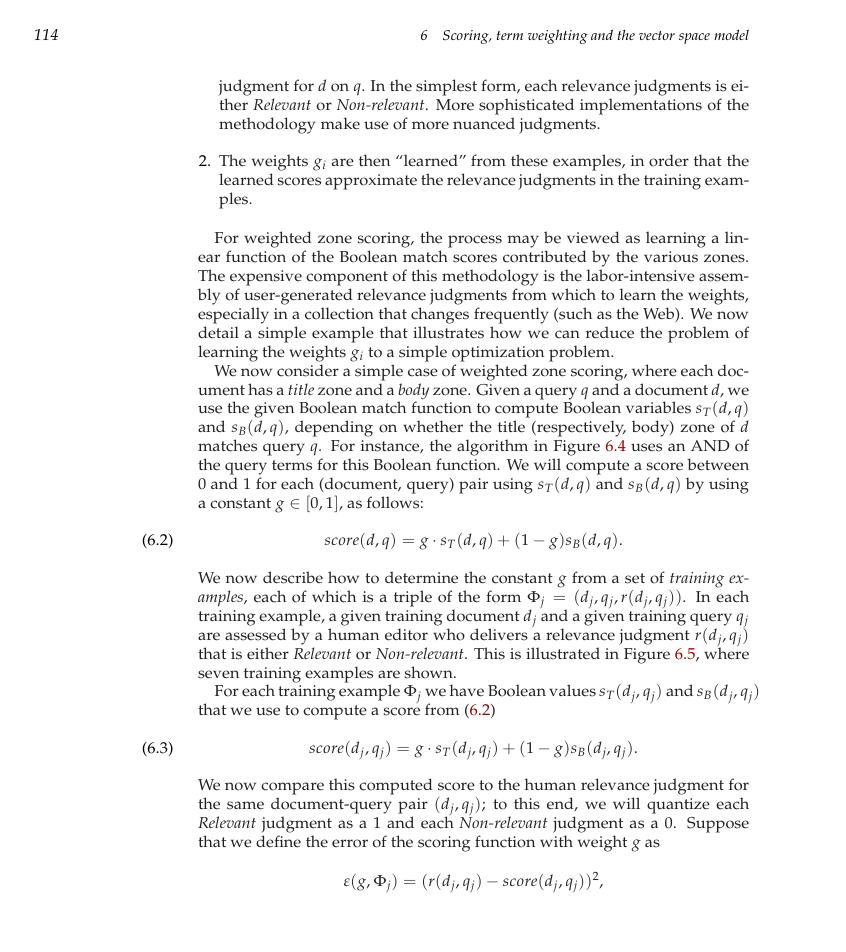 114
6 Scoring, term weighting and the vector space model
judgment for d on q. In the simplest form, each relevance judgments is ei-
ther Relevant or Non-relevant. More sophisticated implementations of the
methodology make use of more nuanced judgments.
2. The weights gᵢ are then “learned” from these examples, in order that the
learned scores approximate the relevance judgments in the training exam-
ples.
For weighted zone scoring, the process may be viewed as learning a lin-
ear function of the Boolean match scores contributed by the various zones.
The expensive component of this methodology is the labor-intensive assem-
bly of user-generated relevance judgments from which to learn the weights,
especially in a collection that changes frequently (such as the Web). We now
detail a simple example that illustrates how we can reduce the problem of
learning the weights gᵢ to a simple optimization problem.
We now consider a simple case of weighted zone scoring, where each doc-
ument has a title zone and a body zone. Given a query q and a document d, we
use the given Boolean match function to compute Boolean variables s_T(d, q)
and s_B(d, q), depending on whether the title (respectively, body) zone of d
matches query q. For instance, the algorithm in Figure 6.4 uses an AND of
the query terms for this Boolean function. We will compute a score between
0 and 1 for each (document, query) pair using s_T(d, q) and s_B(d, q) by using
a constant g ∈ [0, 1], as follows:
(6.2) score(d, q) = g · s_T(d, q) + (1 − g)s_B(d, q).
We now describe how to determine the constant g from a set of training ex-
amples, each of which is a triple of the form Φ_j = (d_j, q_j, r(d_j, q_j)). In each
training example, a given training document d_j and a given training query q_j
are assessed by a human editor who delivers a relevance judgment r(d_j, q_j)
that is either Relevant or Non-relevant. This is illustrated in Figure 6.5, where
seven training examples are shown.
For each training example Φ_j we have Boolean values s_T(d_j, q_j) and s_B(d_j, q_j)
that we use to compute a score from (6.2)
(6.3) score(d_j, q_j) = g · s_T(d_j, q_j) + (1 − g)s_B(d_j, q_j).
We now compare this computed score to the human relevance judgment for
the same document-query pair (d_j, q_j); to this end, we will quantize each
Relevant judgment as a 1 and each Non-relevant judgment as a 0. Suppose
that we define the error of the scoring function with weight g as
ε(g, Φ_j) = (r(d_j, q_j) − score(d_j, q_j))²,